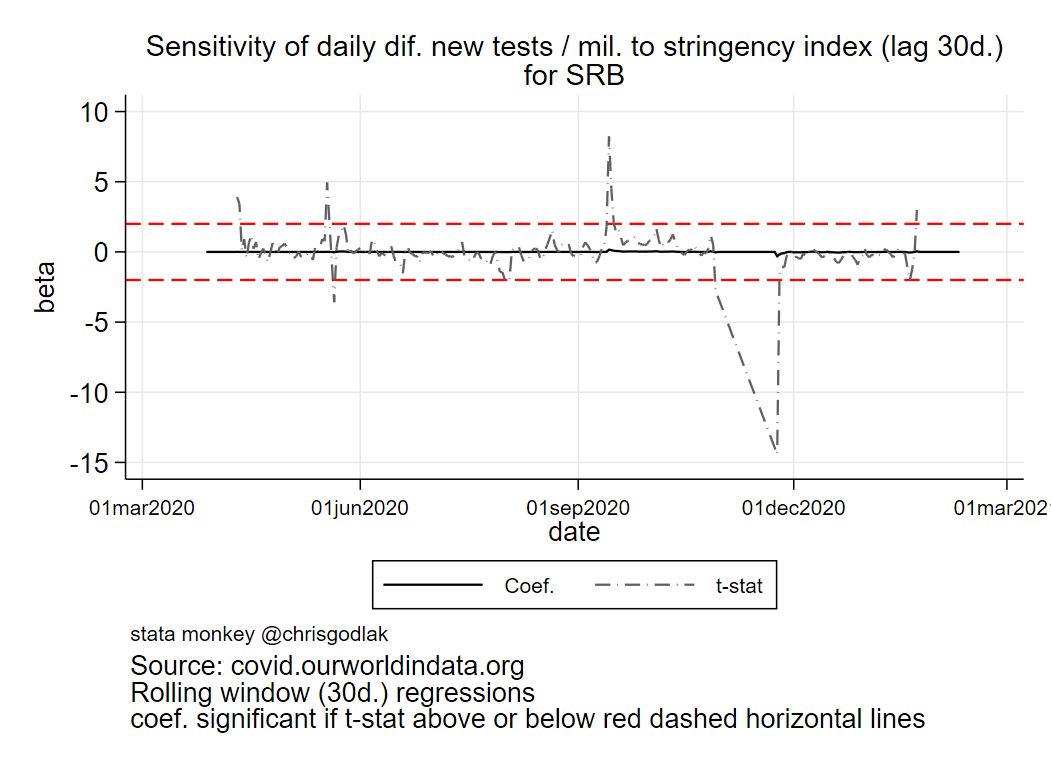 Sensitivity of daily dif. new tests / mil. to stringency index (lag 30d.)
for SRB
10
5
0
-5
-10
-15
beta
01mar2020
01jun2020
01sep2020
01dec2020
01mar2021
date
Coef.
t-stat
stata monkey @chrisgodlak
Source: covid.ourworldindata.org
Rolling window (30d.) regressions
coef. significant if t-stat above or below red dashed horizontal lines